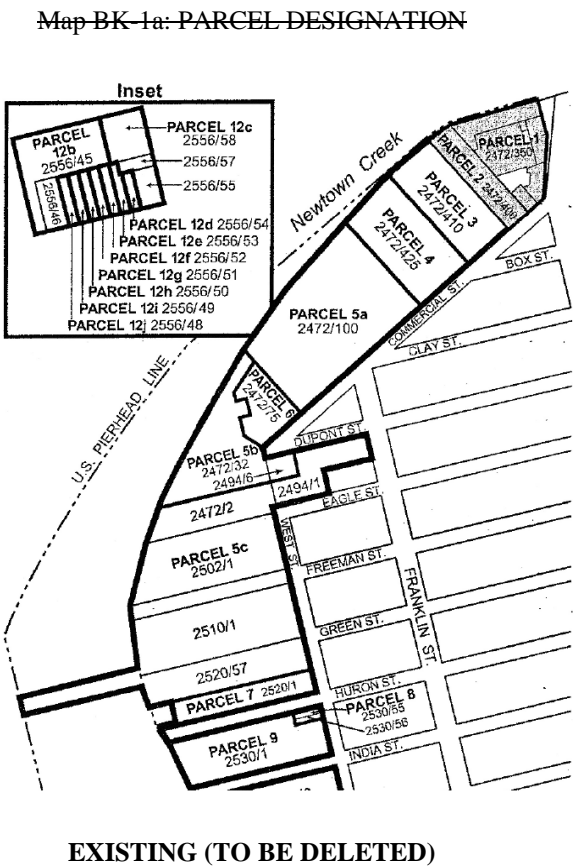 Map BK-1a: PARCEL DESIGNATION
Inset
PARCEL
12b
2556/45
PARCEL 12c
2556/58
2556/57
2556/55
2556/46
PARCEL 12d 2556/54
PARCEL 12e 2556/53
PARCEL 12f 2556/52
PARCEL 12g 2556/51
PARCEL 12h 2556/50
PARCEL 12i 2556/49
PARCEL 12j 2556/48
Newtown Creek
PARCEL 1
2472/350
PARCEL 2 2472/400
PARCEL 3
2472/410
PARCEL 4
2472/425
BOX ST.
COMMERCIAL ST.
CLAY ST.
PARCEL 5a
2472/100
U.S. PIERHEAD LINE
PARCEL 6
2472/75
DUPONT ST.
PARCEL 5b
2472/32
2494/6
2494/1
EAGLE ST.
2472/2
WEST ST.
PARCEL 5c
2502/1
FREEMAN ST.
FRANKLIN ST.
2510/1
GREEN ST.
2520/57
HURON ST.
PARCEL 7 2520/1
PARCEL 8
2530/55
2530/56
PARCEL 9
2530/1
INDIA ST.
EXISTING (TO BE DELETED)